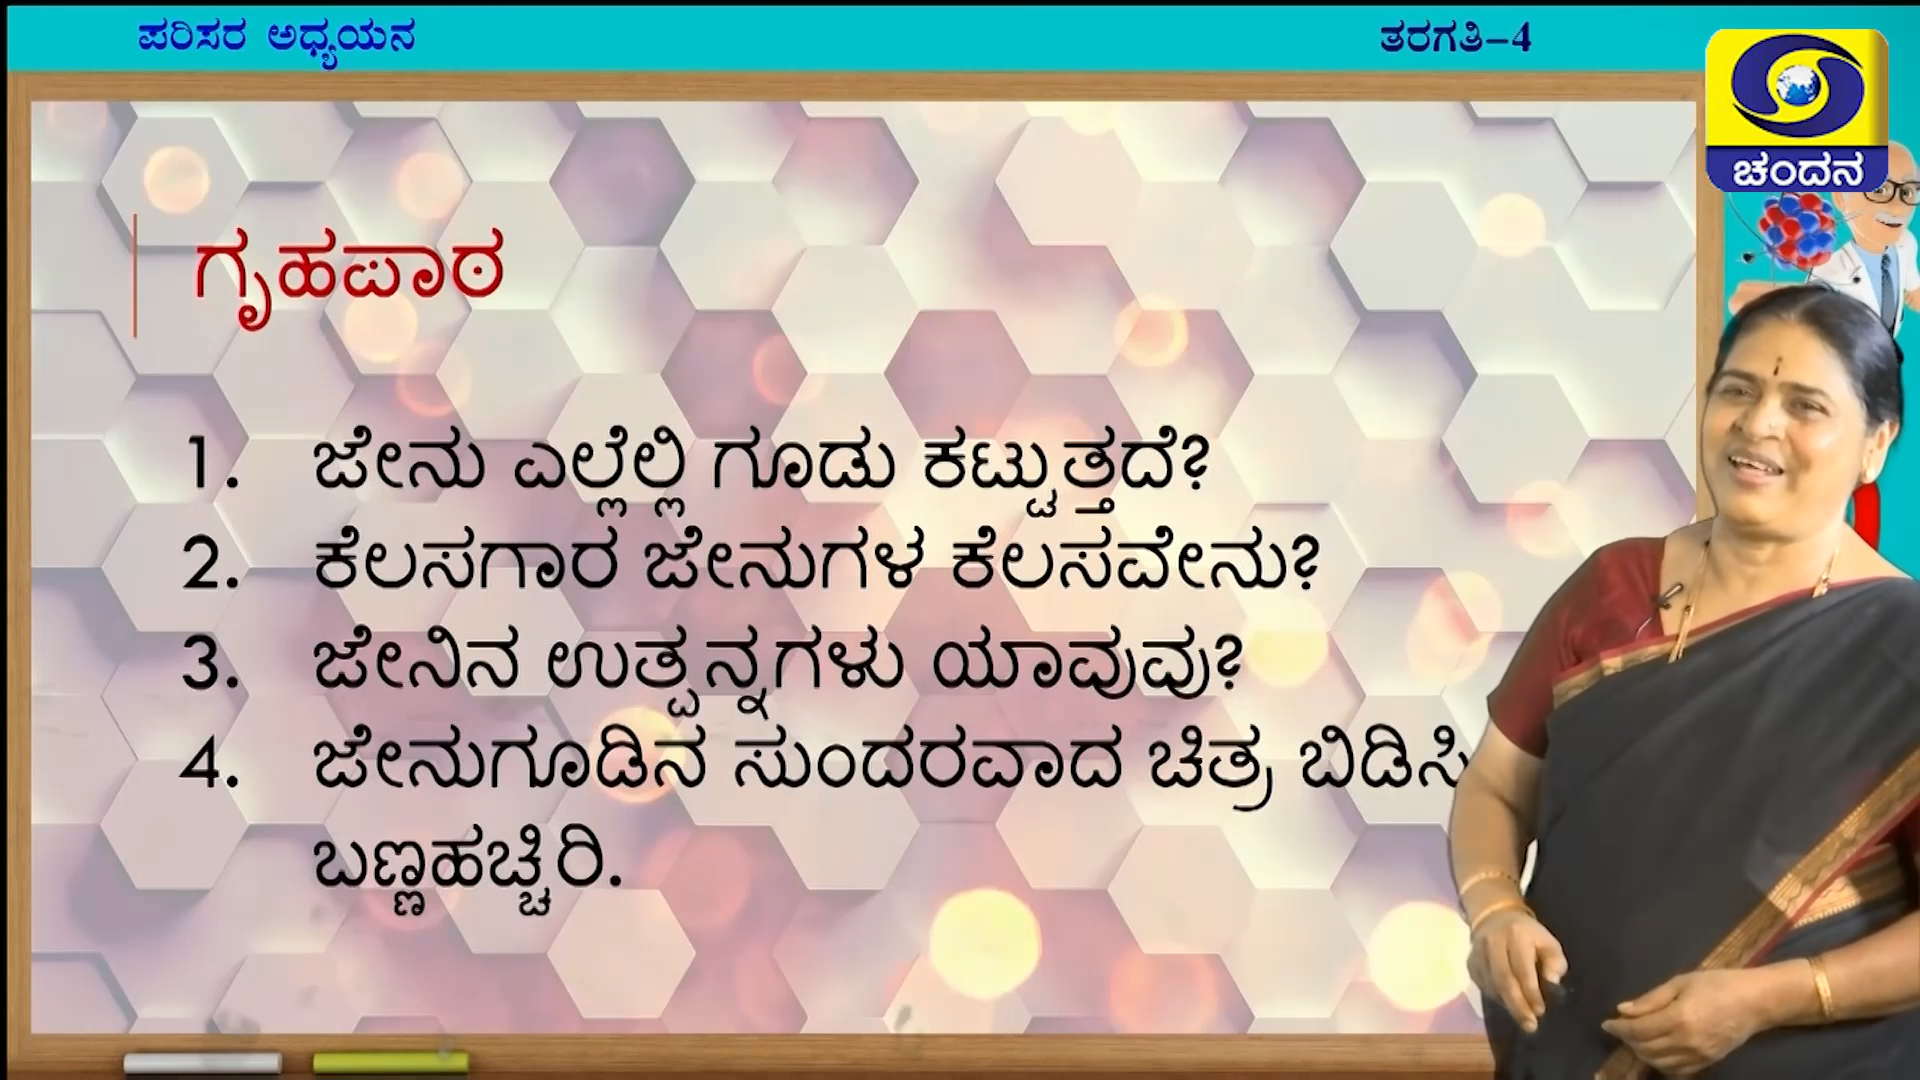 ಪರಿಸರ ಅಧ್ಯಯನ
ತರಗತಿ-4
ಚಂದನ
ಗೃಹಪಾಠ
1. ಜೇನು ಎಲ್ಲೆಲ್ಲಿ ಗೂಡು ಕಟ್ಟುತ್ತದೆ?
2. ಕೆಲಸಗಾರ ಜೇನುಗಳ ಕೆಲಸವೇನು?
3. ಜೇನಿನ ಉತ್ಪನ್ನಗಳು ಯಾವುವು?
4. ಜೇನುಗೂಡಿನ ಸುಂದರವಾದ ಚಿತ್ರ ಬಿಡಿಸಿ
ಬಣ್ಣಹಚ್ಚಿರಿ.